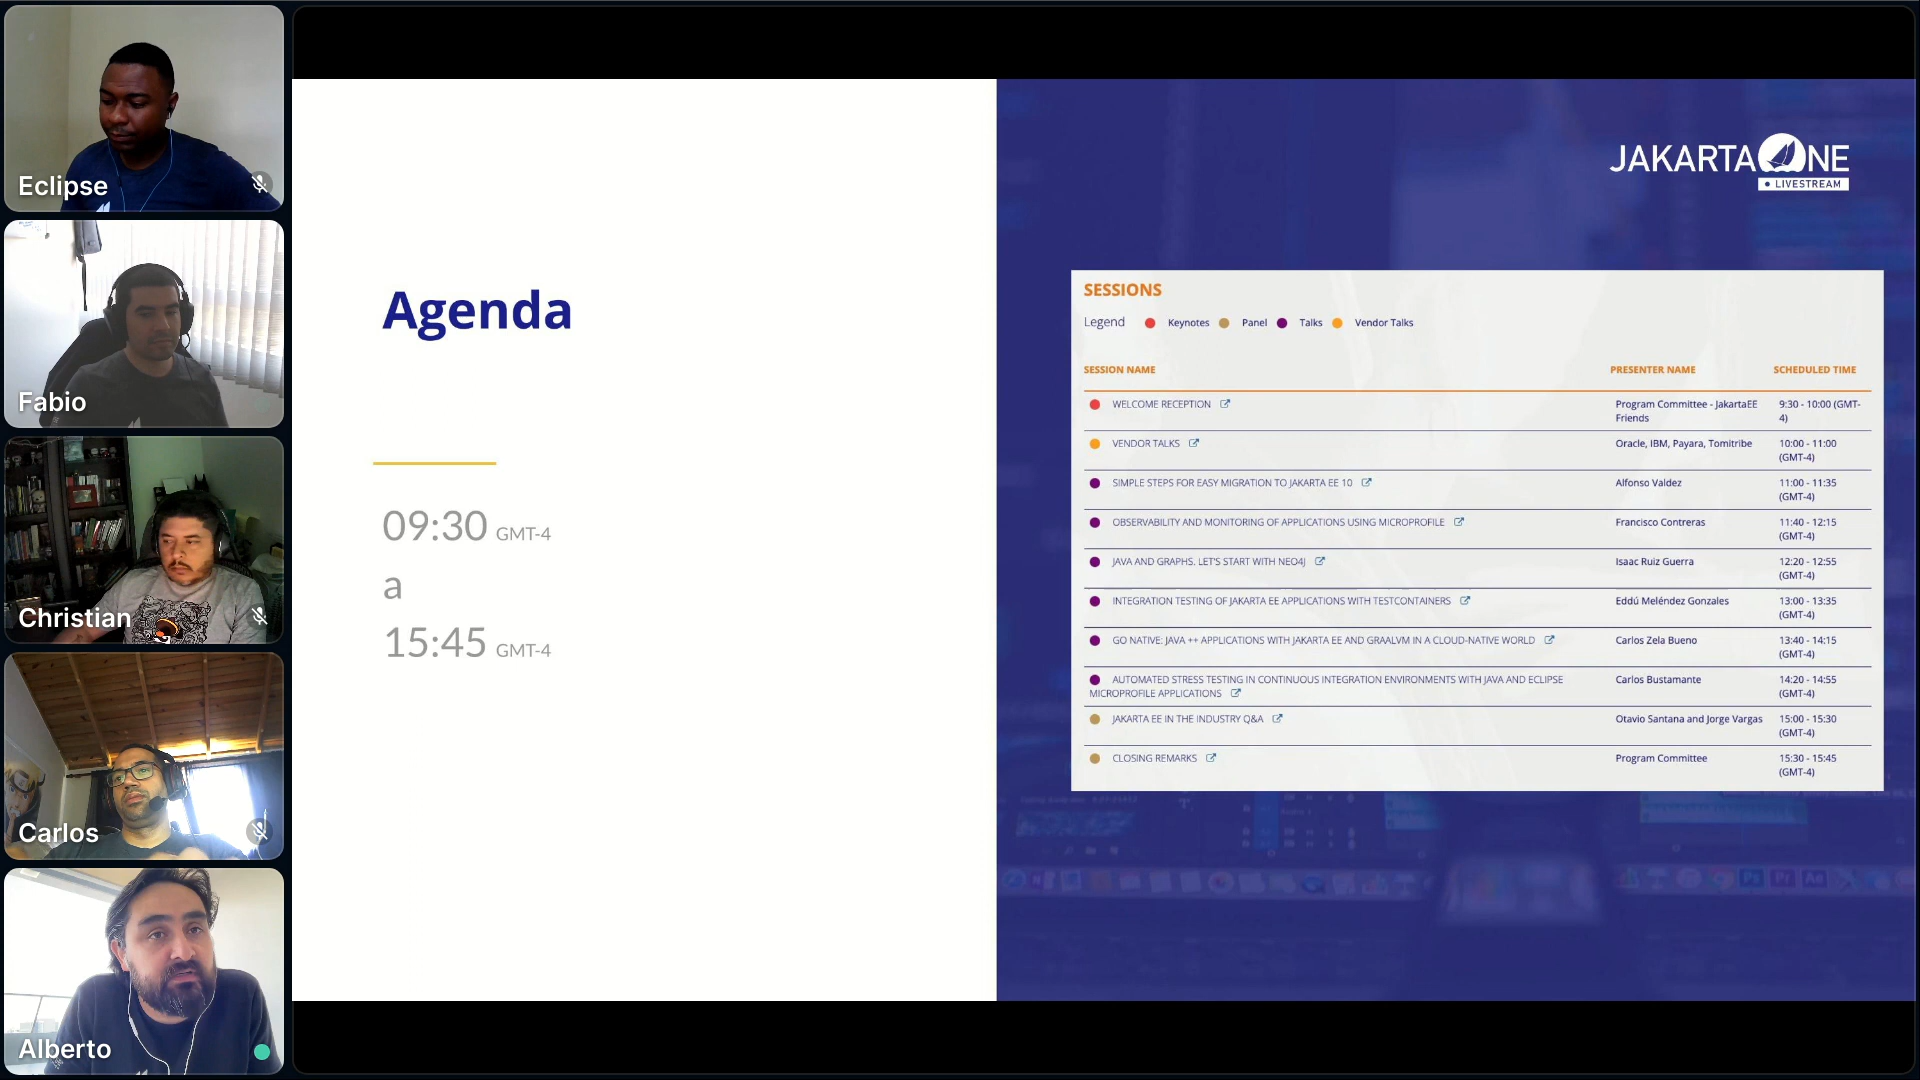 Eclipse
Fabio
Christian
Carlos
Alberto
Agenda
09:30 GMT-4
a
15:45 GMT-4
JAKARTA ONE
LIVESTREAM
SESSIONS
Legend Keynotes Panel Talks Vendor Talks
SESSION NAME PRESENTER NAME SCHEDULED TIME
WELCOME RECEPTION Program Committee - JakartaEE 9:30 - 10:00 (GMT-
Friends 4)
VENDOR TALKS Oracle, IBM, Payara, Tomitribe 10:00 - 11:00
(GMT-4)
SIMPLE STEPS FOR EASY MIGRATION TO JAKARTA EE 10 Alfonso Valdez 11:00 - 11:35
(GMT-4)
OBSERVABILITY AND MONITORING OF APPLICATIONS USING MICROPROFILE Francisco Contreras 11:40 - 12:15
(GMT-4)
JAVA AND GRAPHS. LET'S START WITH NEO4J Isaac Ruiz Guerra 12:20 - 12:55
(GMT-4)
INTEGRATION TESTING OF JAKARTA EE APPLICATIONS WITH TESTCONTAINERS Eddú Meléndez Gonzales 13:00 - 13:35
(GMT-4)
GO NATIVE: JAVA ++ APPLICATIONS WITH JAKARTA EE AND GRAALVM IN A CLOUD-NATIVE WORLD Carlos Zela Bueno 13:40 - 14:15
(GMT-4)
AUTOMATED STRESS TESTING IN CONTINUOUS INTEGRATION ENVIRONMENTS WITH JAVA AND ECLIPSE Carlos Bustamante 14:20 - 14:55
MICROPROFILE APPLICATIONS (GMT-4)
JAKARTA EE IN THE INDUSTRY Q&A Otavio Santana and Jorge Vargas 15:00 - 15:30
(GMT-4)
CLOSING REMARKS Program Committee 15:30 - 15:45
(GMT-4)
Ps Pr Ae